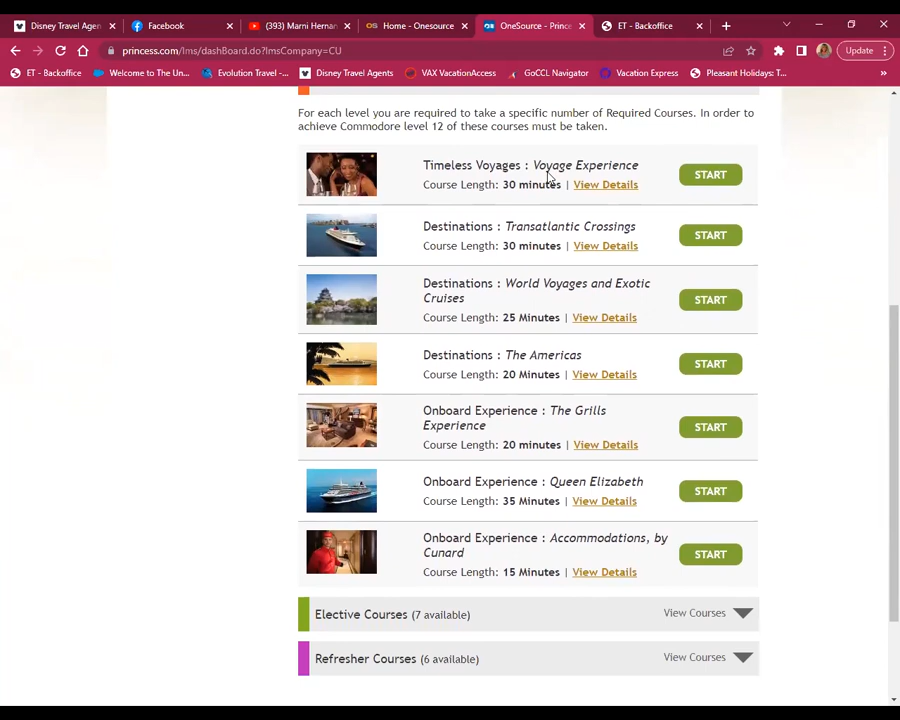 Disney Travel Agents
Facebook
(393) Marni Hernan
Home - Onesource
OneSource - Prince
ET - Backoffice
princess.com/lms/dashBoard.do?lmsCompany=CU
Update
ET - Backoffice
Welcome to The Un...
Evolution Travel -...
Disney Travel Agents
VAX VacationAccess
GoCCL Navigator
Vacation Express
Pleasant Holidays: T...
For each level you are required to take a specific number of Required Courses. In order to
achieve Commodore level 12 of these courses must be taken.
Timeless Voyages : Voyage Experience
Course Length: 30 minutes | View Details
START
Destinations : Transatlantic Crossings
Course Length: 30 minutes | View Details
START
Destinations : World Voyages and Exotic
Cruises
Course Length: 25 Minutes | View Details
START
Destinations : The Americas
Course Length: 20 Minutes | View Details
START
Onboard Experience : The Grills
Experience
Course Length: 20 minutes | View Details
START
Onboard Experience : Queen Elizabeth
Course Length: 35 Minutes | View Details
START
Onboard Experience : Accommodations, by
Cunard
Course Length: 15 Minutes | View Details
START
Elective Courses (7 available)
View Courses
Refresher Courses (6 available)
View Courses